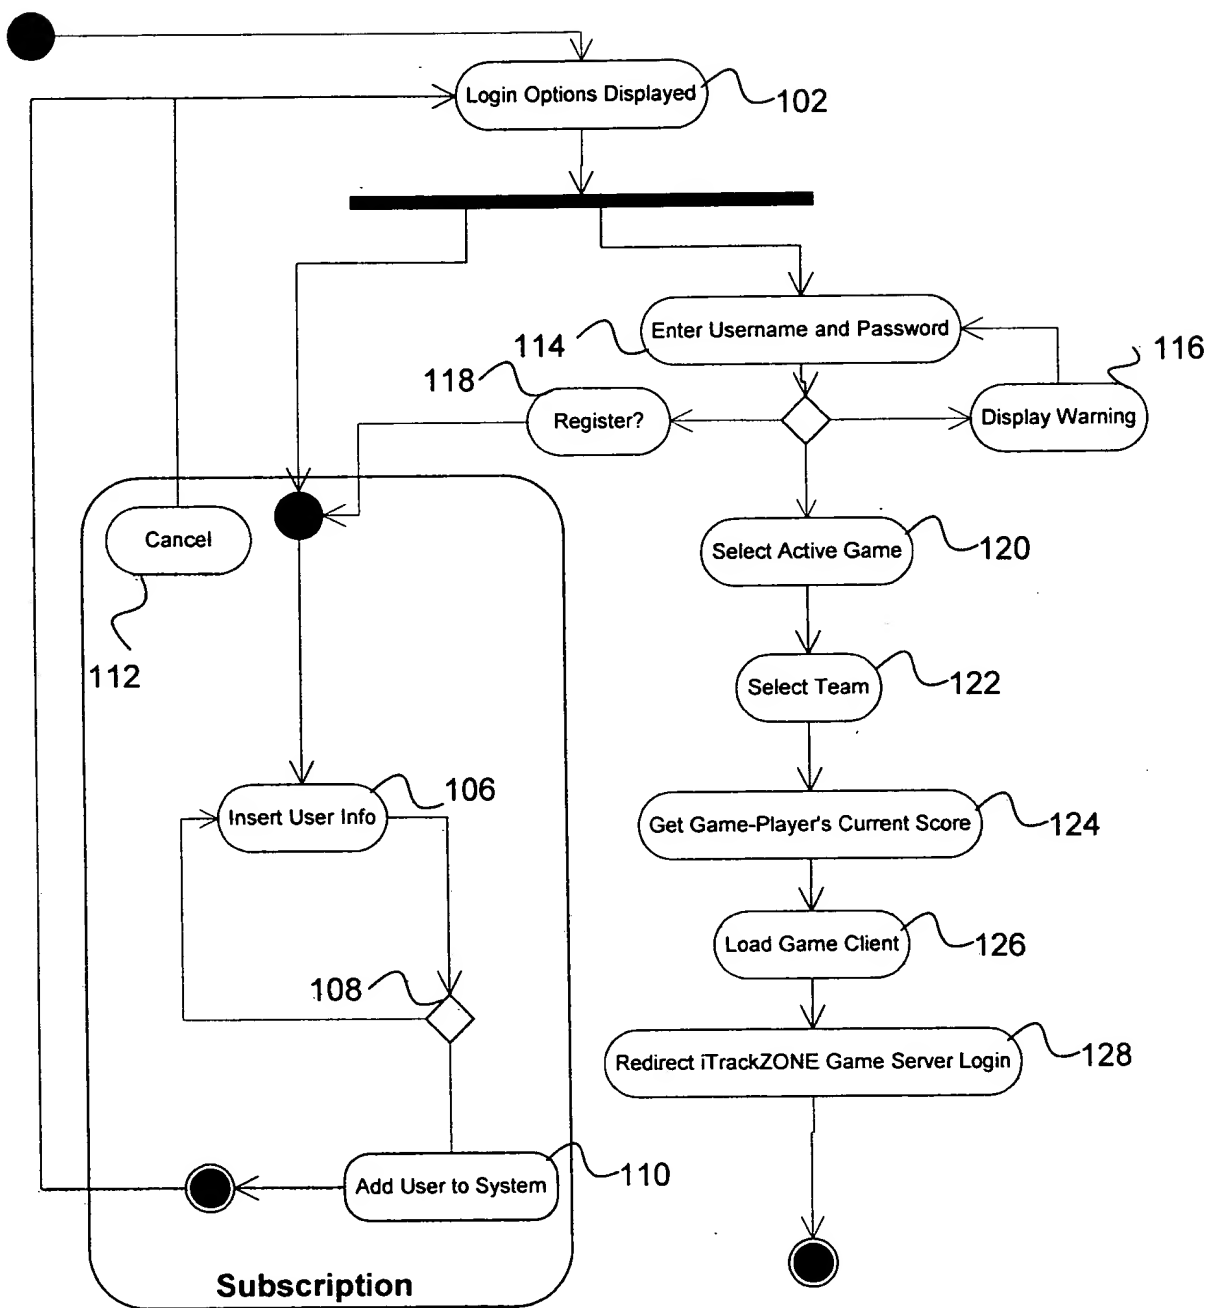 Login Options Displayed
102
Enter Username and Password
114
116
118
Register?
Display Warning
Cancel
112
Select Active Game
120
Select Team
122
Insert User Info
106
Get Game-Player's Current Score
124
Load Game Client
126
108
Redirect iTrackZONE Game Server Login
128
Add User to System
110
Subscription